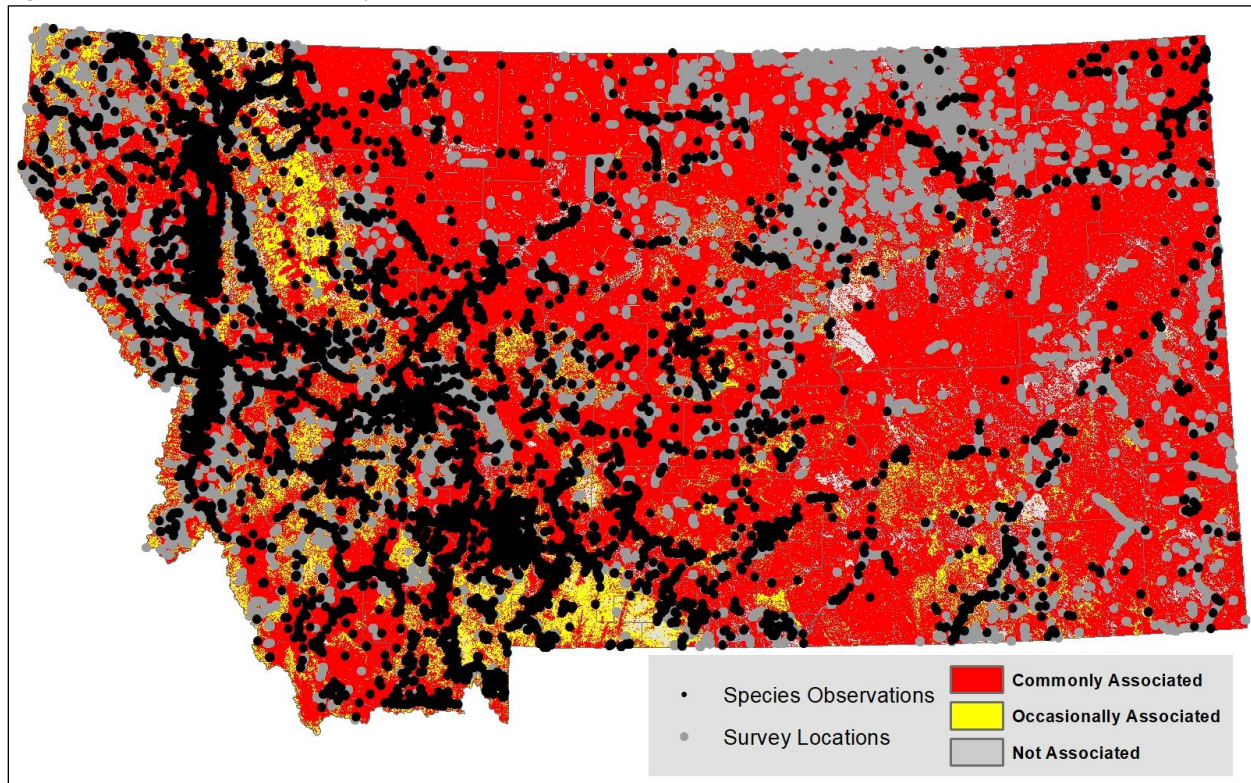 Species Observations
Survey Locations
Commonly Associated
Occasionally Associated
Not Associated